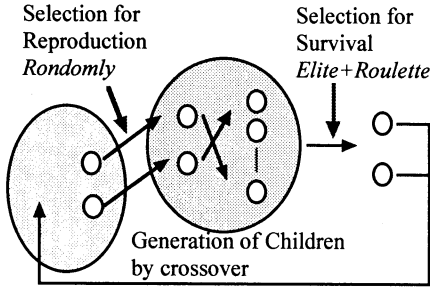 Selection for
Reproduction
Rondomly
Selection for
Survival
Elite+Roulette
Generation of Children
by crossover